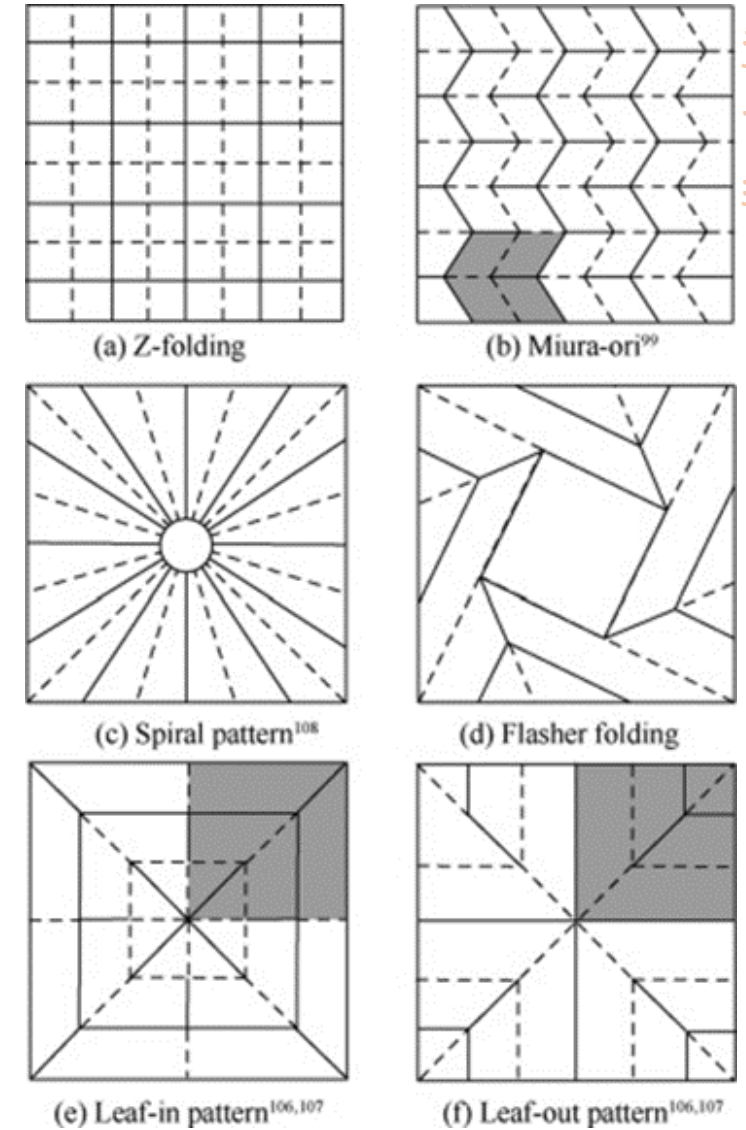 (a) Z-folding
(b) Miura-ori⁹⁹
(c) Spiral pattern¹⁰⁸
(d) Flasher folding
(e) Leaf-in pattern¹⁰⁶,¹⁰⁷
(f) Leaf-out pattern¹⁰⁶,¹⁰⁷